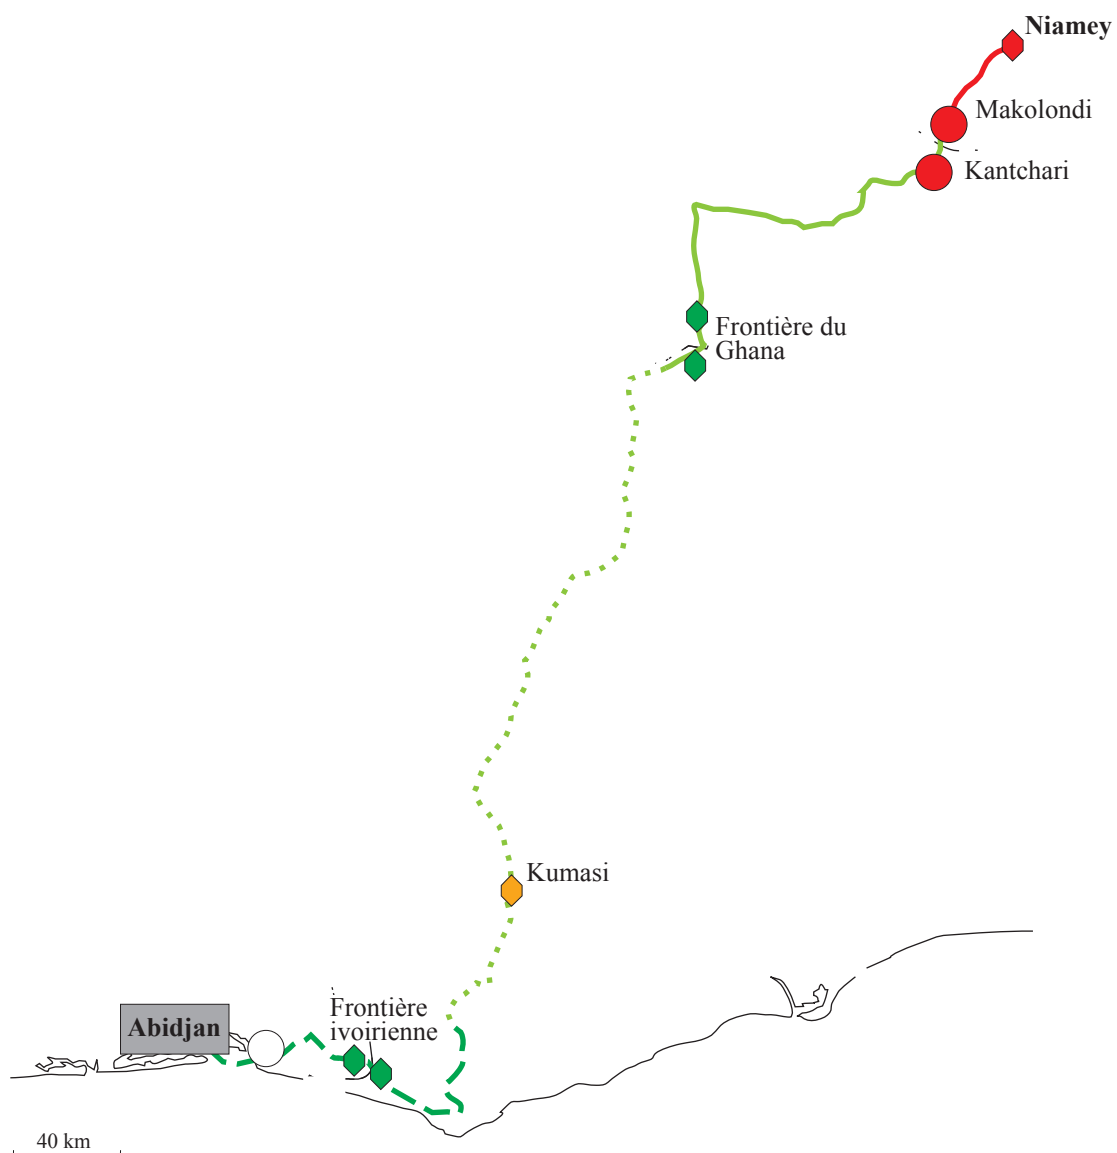 Niamey
Makolondi
Kantchari
Frontière du
Ghana
Kumasi
Frontière
ivoirienne
Abidjan
40 km